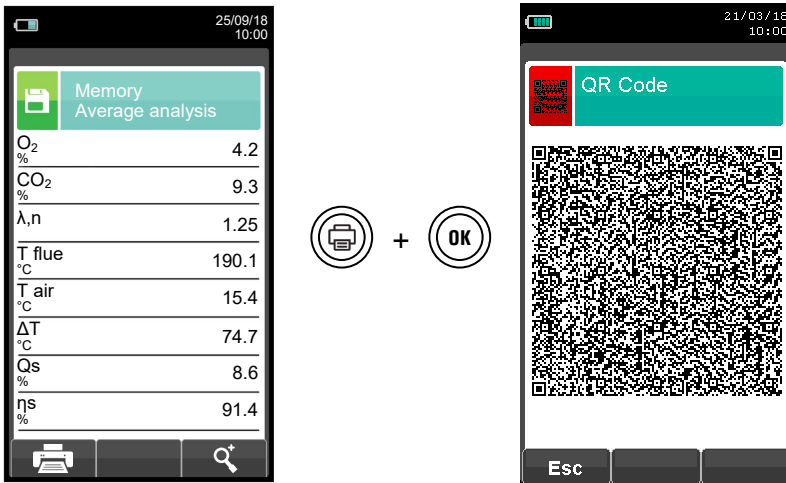 25/09/18
10:00
Memory
Average analysis
O₂
% 4.2
CO₂
% 9.3
λ,n 1.25
T flue
°C 190.1
T air
°C 15.4
ΔT
°C 74.7
Qs
% 8.6
ηs
% 91.4
+
OK
21/03/18
10:00
QR Code
Esc